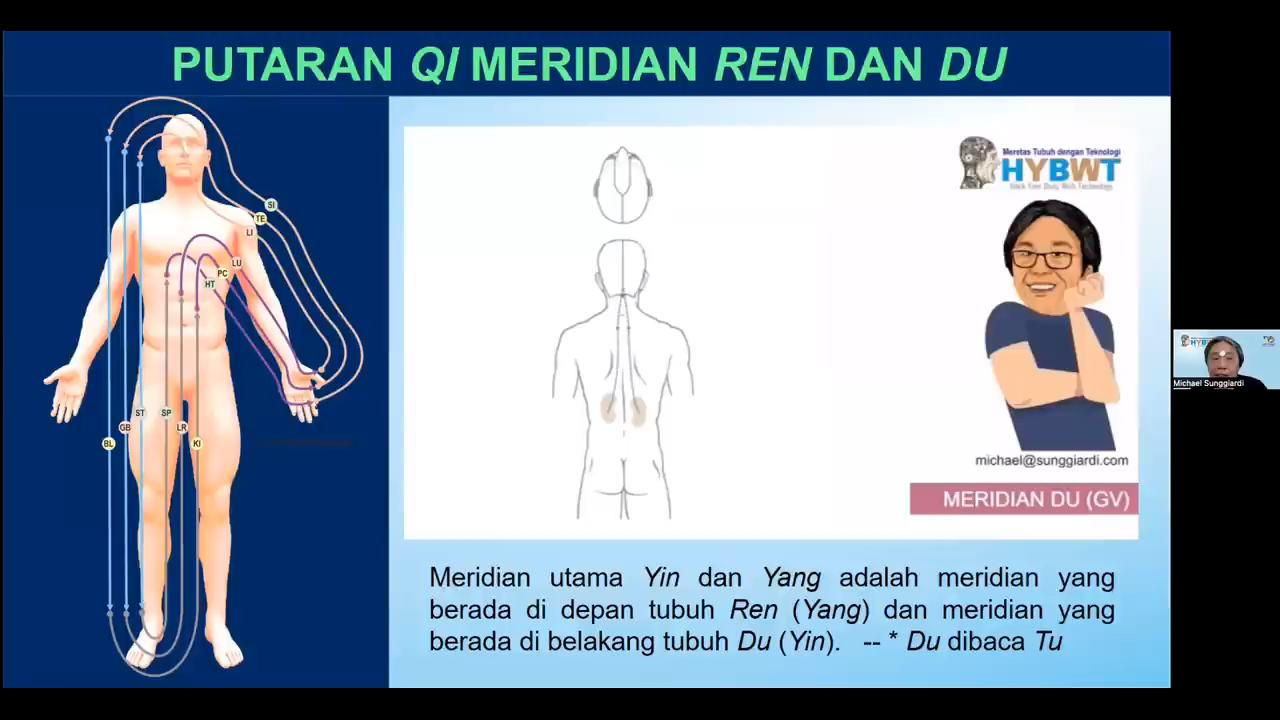 PUTARAN QI MERIDIAN REN DAN DU
SI
TE
LI
LU
PC
HT
ST
SP
GB
LR
BL
KI
Meretas Tubuh dengan Teknologi
HYBWT
Hack Your Body With Technology
michael@sunggiardi.com
MERIDIAN DU (GV)
Meridian utama Yin dan Yang adalah meridian yang
berada di depan tubuh Ren (Yang) dan meridian yang
berada di belakang tubuh Du (Yin). -- * Du dibaca Tu
Michael Sunggiardi